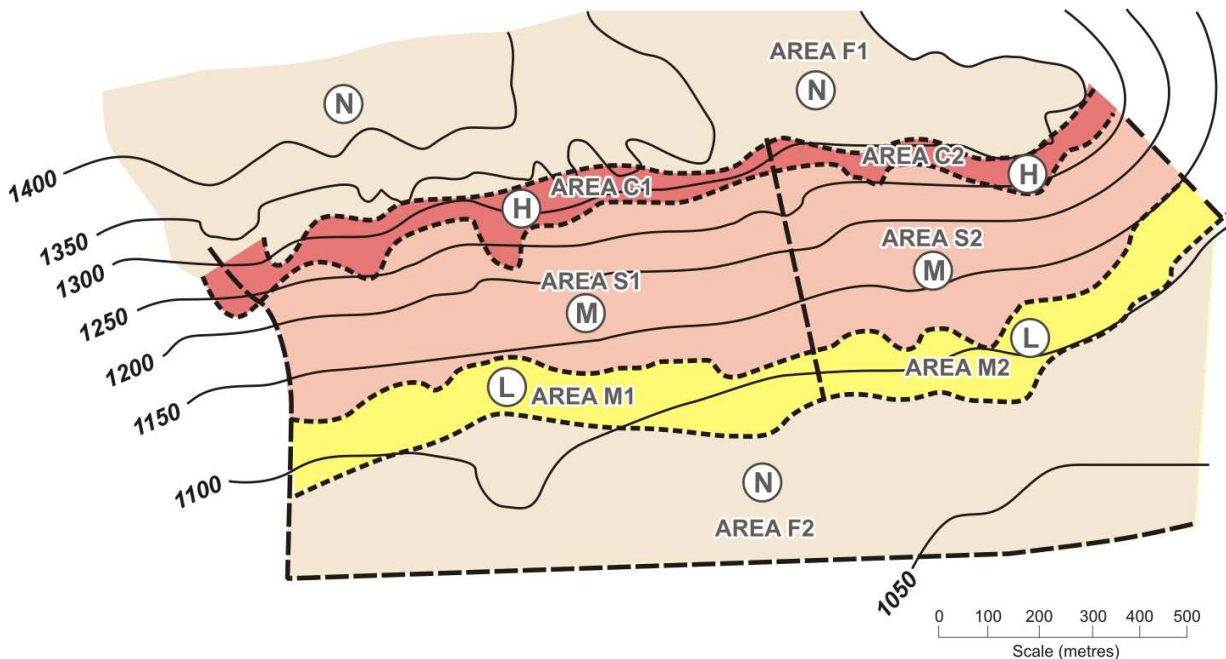 AREA F1
N
N
1400
AREA C2
AREA C1
H
H
1350
1300
AREA S2
M
1250
AREA S1
M
1200
L
1150
AREA M2
L
AREA M1
1100
N
AREA F2
1050
0 100 200 300 400 500
Scale (metres)